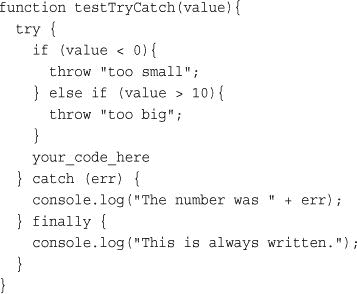 function testTryCatch(value){
  try {
    if (value < 0){
      throw "too small";
    } else if (value > 10){
      throw "too big";
    }
    your_code_here
  } catch (err) {
    console.log("The number was " + err);
  } finally {
    console.log("This is always written.");
  }
}